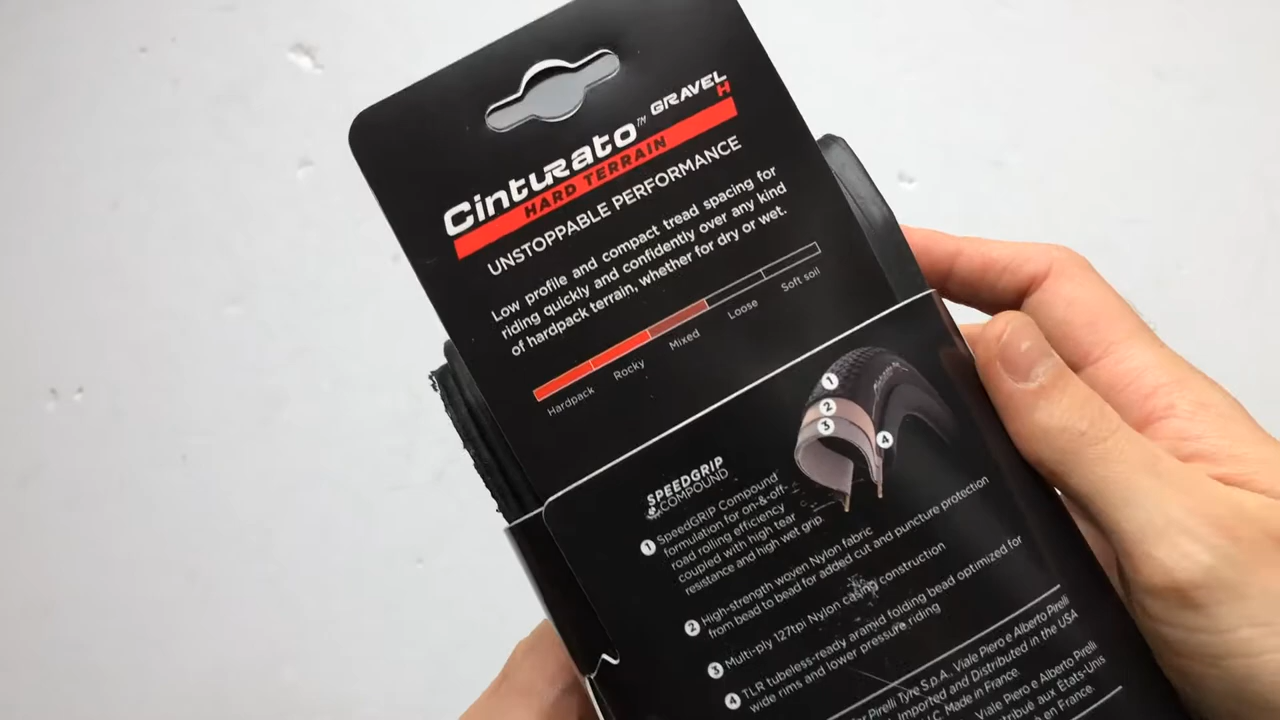 Cinturato™ GRAVEL H
HARD TERRAIN
UNSTOPPABLE PERFORMANCE
Low profile and compact tread spacing for
riding quickly and confidently over any kind
of hardpack terrain, whether for dry or wet.
Hardpack Rocky Mixed Loose Soft soil
1
2
3
4
SPEEDGRIP
COMPOUND
1 SpeedGRIP Compound
formulation for on-&-off-
road rolling efficiency
coupled with high tear
resistance and high wet grip.
2 High-strength woven Nylon fabric
from bead to bead for added cut and puncture protection
3 Multi-ply 127tpi Nylon casing construction
4 TLR tubeless-ready aramid folding bead optimized for
wide rims and lower pressure riding
for Pirelli Tyre S.p.A., Viale Piero e Alberto Pirelli
Imported and Distributed in the USA
Made in France.
Viale Piero e Alberto Pirelli
aux États-Unis
en France.